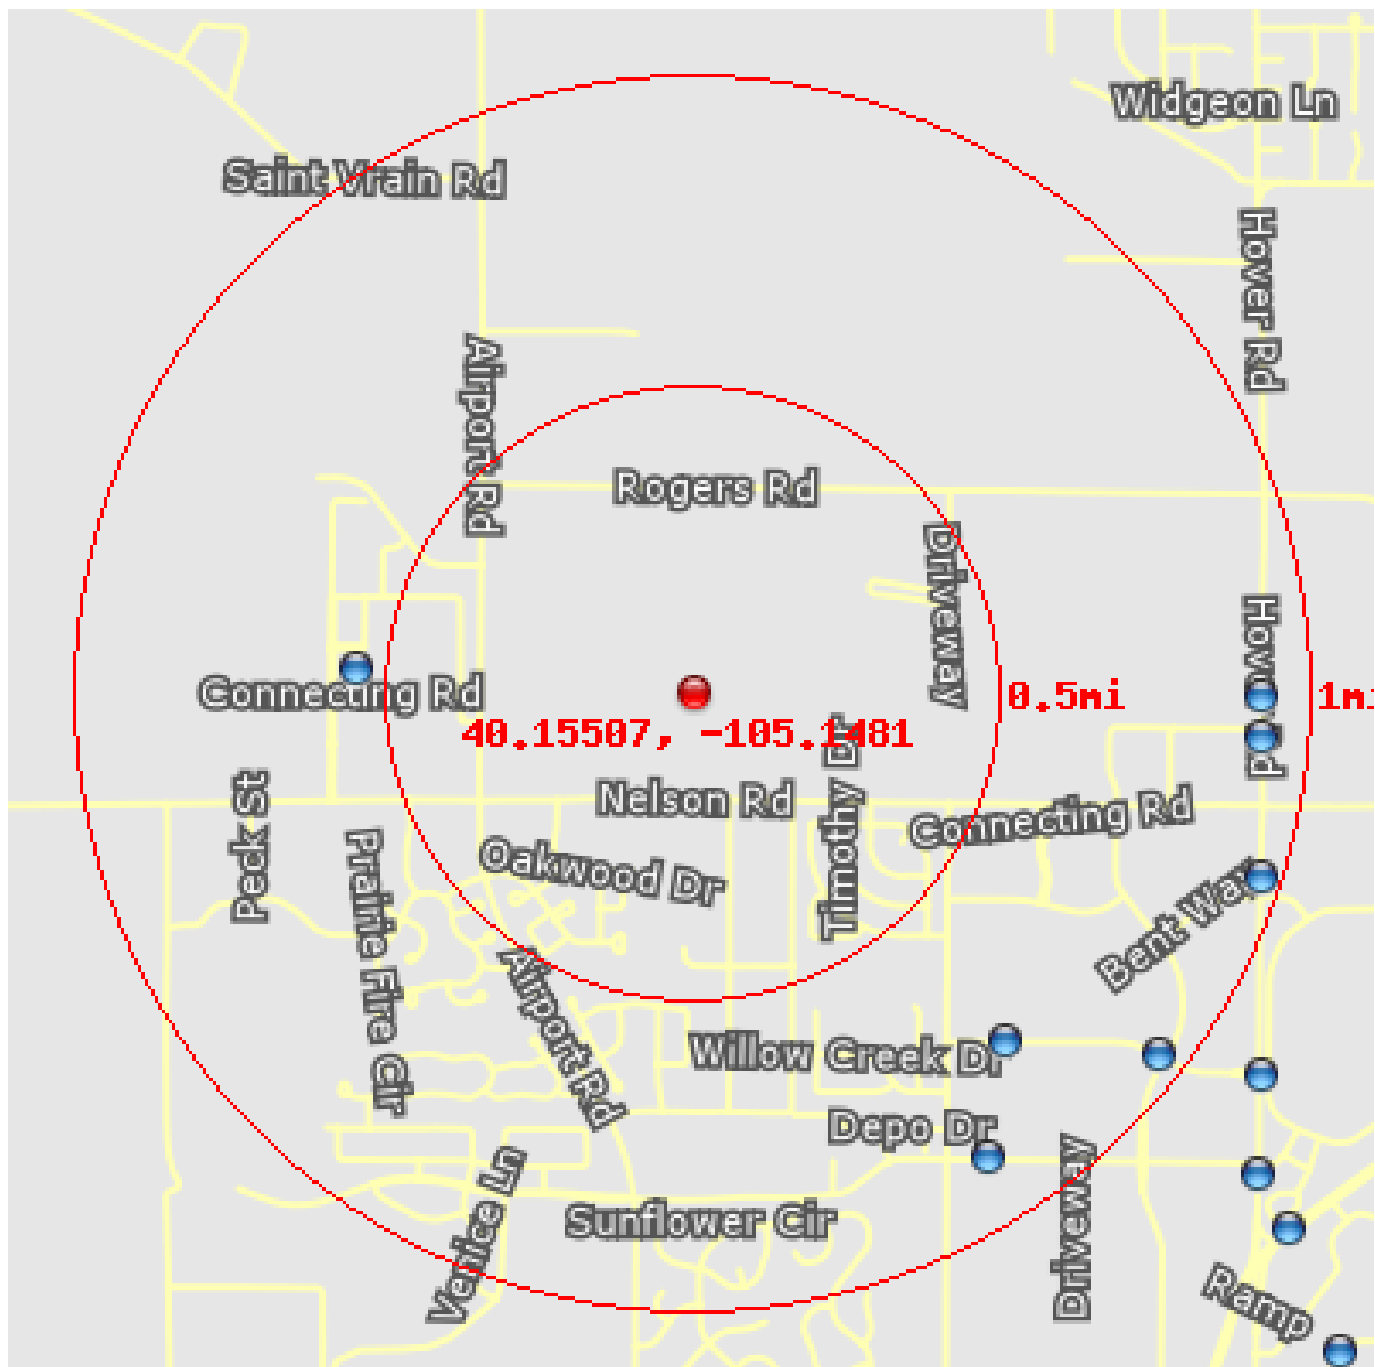 Widgeon Ln
Saint Vrain Rd
Hover Rd
Airport Rd
Rogers Rd
Driveway
Connecting Rd
0.5mi
40.15507, -105.1481
Timothy Dr
Nelson Rd
Peck St
Connecting Rd
Oakwood Dr
Prairie Fire Cir
Bent Way
Airport Rd
Willow Creek Dr
Depo Dr
Driveway
Vertice Ln
Sunflower Cir
Ramp